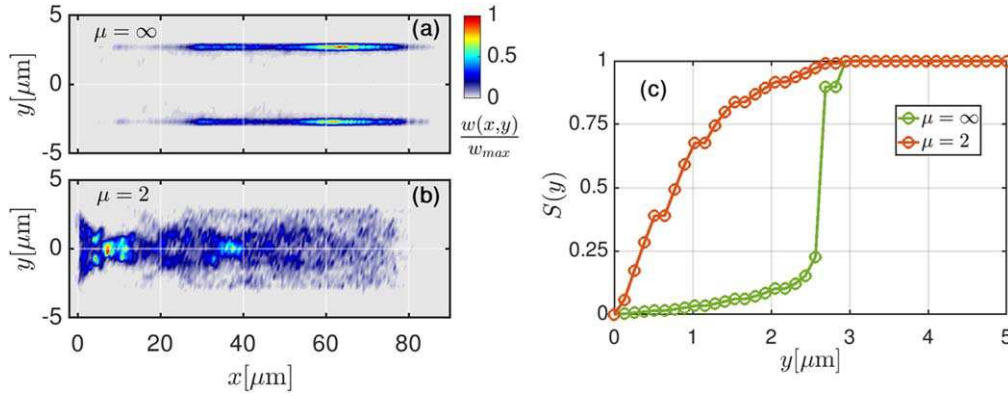 (a)
μ = ∞
5
0
-5
y[μm]
1
0.5
0
w(x,y)
w_max
(b)
μ = 2
5
0
-5
y[μm]
0 20 40 60 80
x[μm]
(c)
1
0.75
0.5
0.25
0
S(y)
μ = ∞
μ = 2
0 1 2 3 4 5
y[μm]